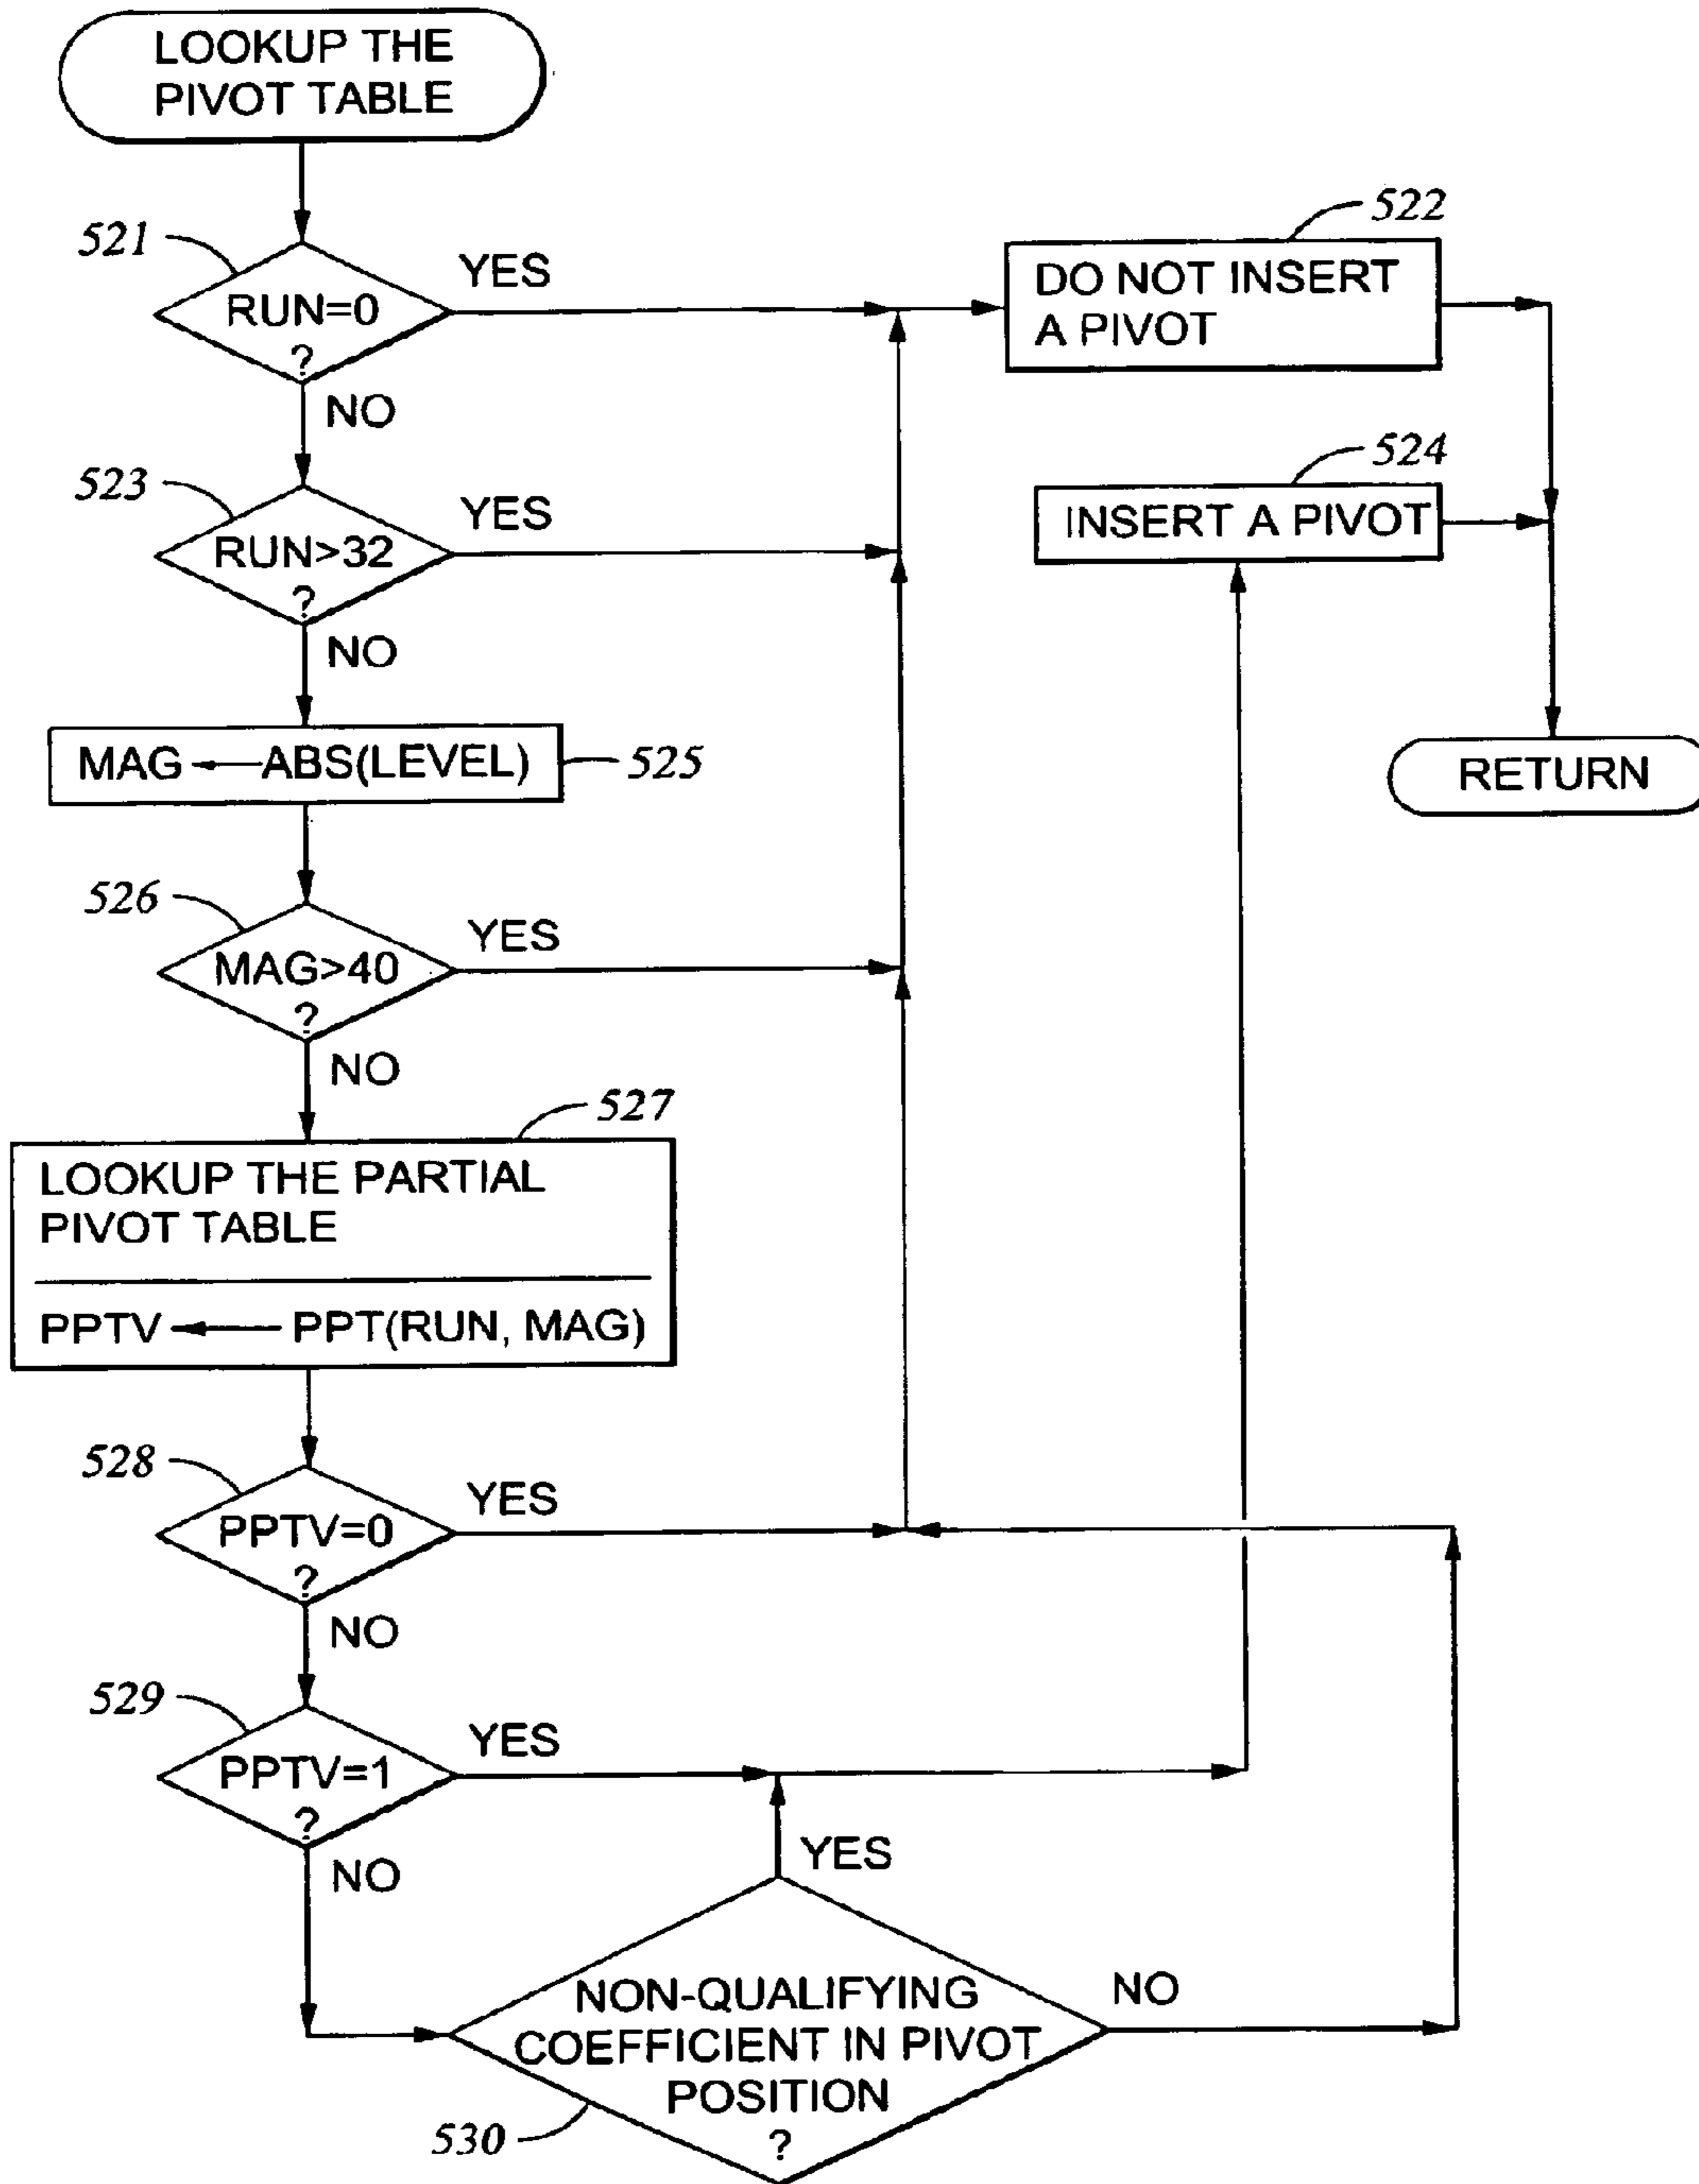 LOOKUP THE
PIVOT TABLE
521
RUN=0
?
YES
NO
522
DO NOT INSERT
A PIVOT
523
RUN>32
?
YES
NO
524
INSERT A PIVOT
RETURN
MAG ← ABS(LEVEL)
525
526
MAG>40
?
YES
NO
527
LOOKUP THE PARTIAL
PIVOT TABLE
PPTV ← PPT(RUN, MAG)
528
PPTV=0
?
YES
NO
529
PPTV=1
?
YES
NO
YES
NON-QUALIFYING
COEFFICIENT IN PIVOT
POSITION
?
NO
530